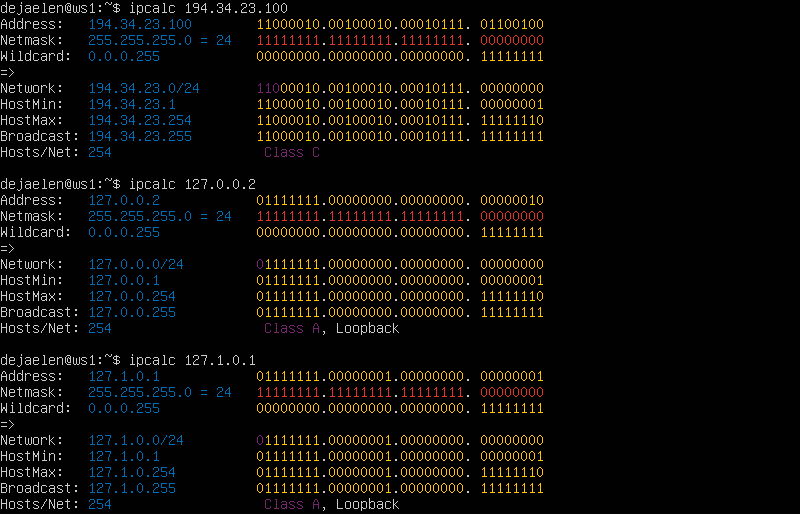 dejaelen@ws1:~$ ipcalc 194.34.23.100
Address:   194.34.23.100        11000010.00100010.00010111. 01100100
Netmask:   255.255.255.0 = 24   11111111.11111111.11111111. 00000000
Wildcard:  0.0.0.255            00000000.00000000.00000000. 11111111
=>
Network:   194.34.23.0/24       11000010.00100010.00010111. 00000000
HostMin:   194.34.23.1          11000010.00100010.00010111. 00000001
HostMax:   194.34.23.254        11000010.00100010.00010111. 11111110
Broadcast: 194.34.23.255        11000010.00100010.00010111. 11111111
Hosts/Net: 254                   Class C
dejaelen@ws1:~$ ipcalc 127.0.0.2
Address:   127.0.0.2            01111111.00000000.00000000. 00000010
Netmask:   255.255.255.0 = 24   11111111.11111111.11111111. 00000000
Wildcard:  0.0.0.255            00000000.00000000.00000000. 11111111
=>
Network:   127.0.0.0/24         01111111.00000000.00000000. 00000000
HostMin:   127.0.0.1            01111111.00000000.00000000. 00000001
HostMax:   127.0.0.254          01111111.00000000.00000000. 11111110
Broadcast: 127.0.0.255          01111111.00000000.00000000. 11111111
Hosts/Net: 254                   Class A, Loopback
dejaelen@ws1:~$ ipcalc 127.1.0.1
Address:   127.1.0.1            01111111.00000001.00000000. 00000001
Netmask:   255.255.255.0 = 24   11111111.11111111.11111111. 00000000
Wildcard:  0.0.0.255            00000000.00000000.00000000. 11111111
=>
Network:   127.1.0.0/24         01111111.00000001.00000000. 00000000
HostMin:   127.1.0.1            01111111.00000001.00000000. 00000001
HostMax:   127.1.0.254          01111111.00000001.00000000. 11111110
Broadcast: 127.1.0.255          01111111.00000001.00000000. 11111111
Hosts/Net: 254                   Class A, Loopback